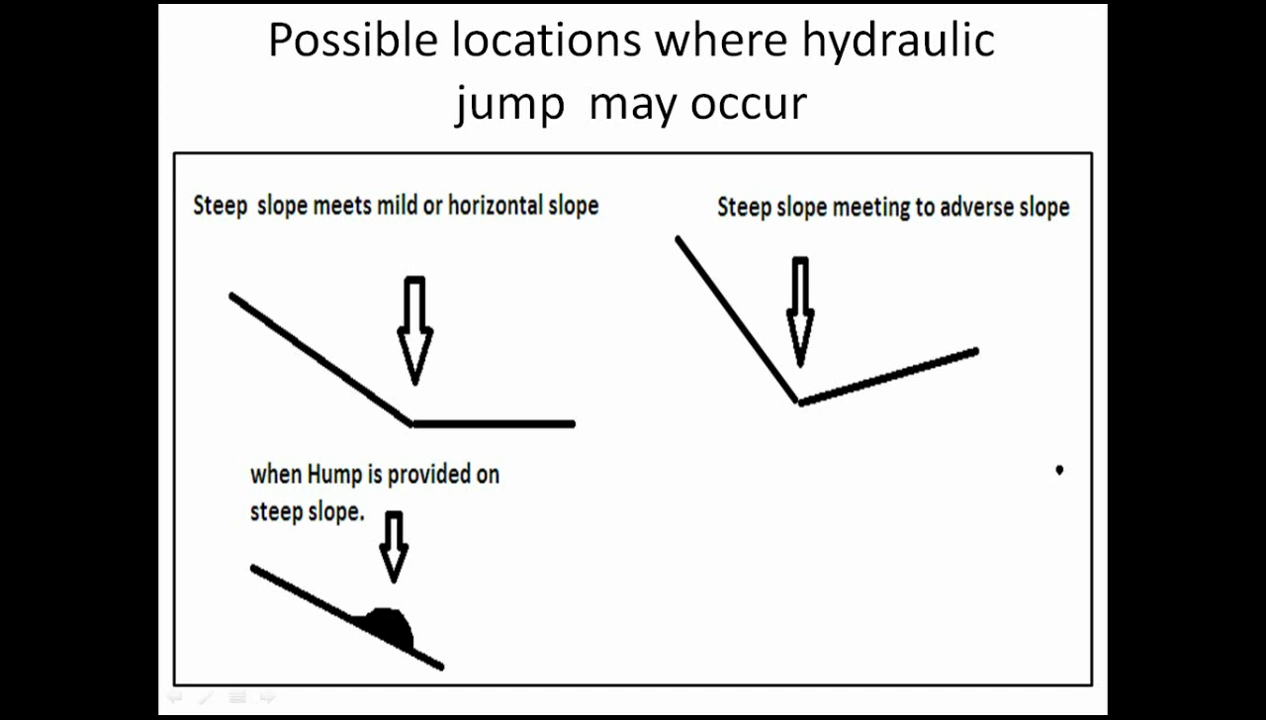 Possible locations where hydraulic
jump may occur
Steep slope meets mild or horizontal slope
Steep slope meeting to adverse slope
when Hump is provided on
steep slope.